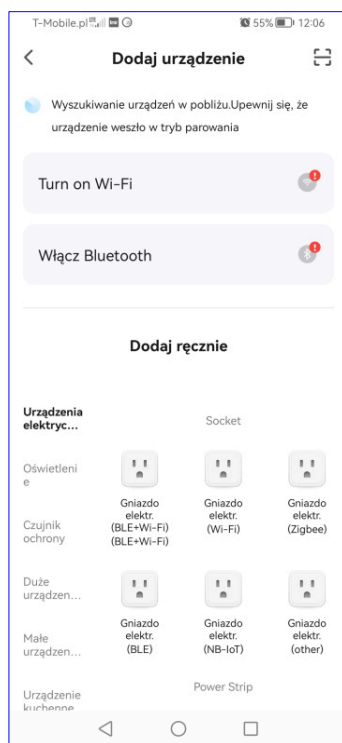 T-Mobile.pl 55% 12:06
Dodaj urządzenie
Wyszukiwanie urządzeń w pobliżu.Upewnij się, że
urządzenie weszło w tryb parowania
Turn on Wi-Fi
Włącz Bluetooth
Dodaj ręcznie
Urządzenia
elektryc...
Socket
Oświetleni
e
Gniazdo
elektr.
(BLE+Wi-Fi)
(BLE+Wi-Fi)
Gniazdo
elektr.
(Wi-Fi)
Gniazdo
elektr.
(Zigbee)
Czujnik
ochrony
Duże
urządzen...
Gniazdo
elektr.
(BLE)
Gniazdo
elektr.
(NB-IoT)
Gniazdo
elektr.
(other)
Małe
urządzen...
Power Strip
Urządzenie
kuchenne